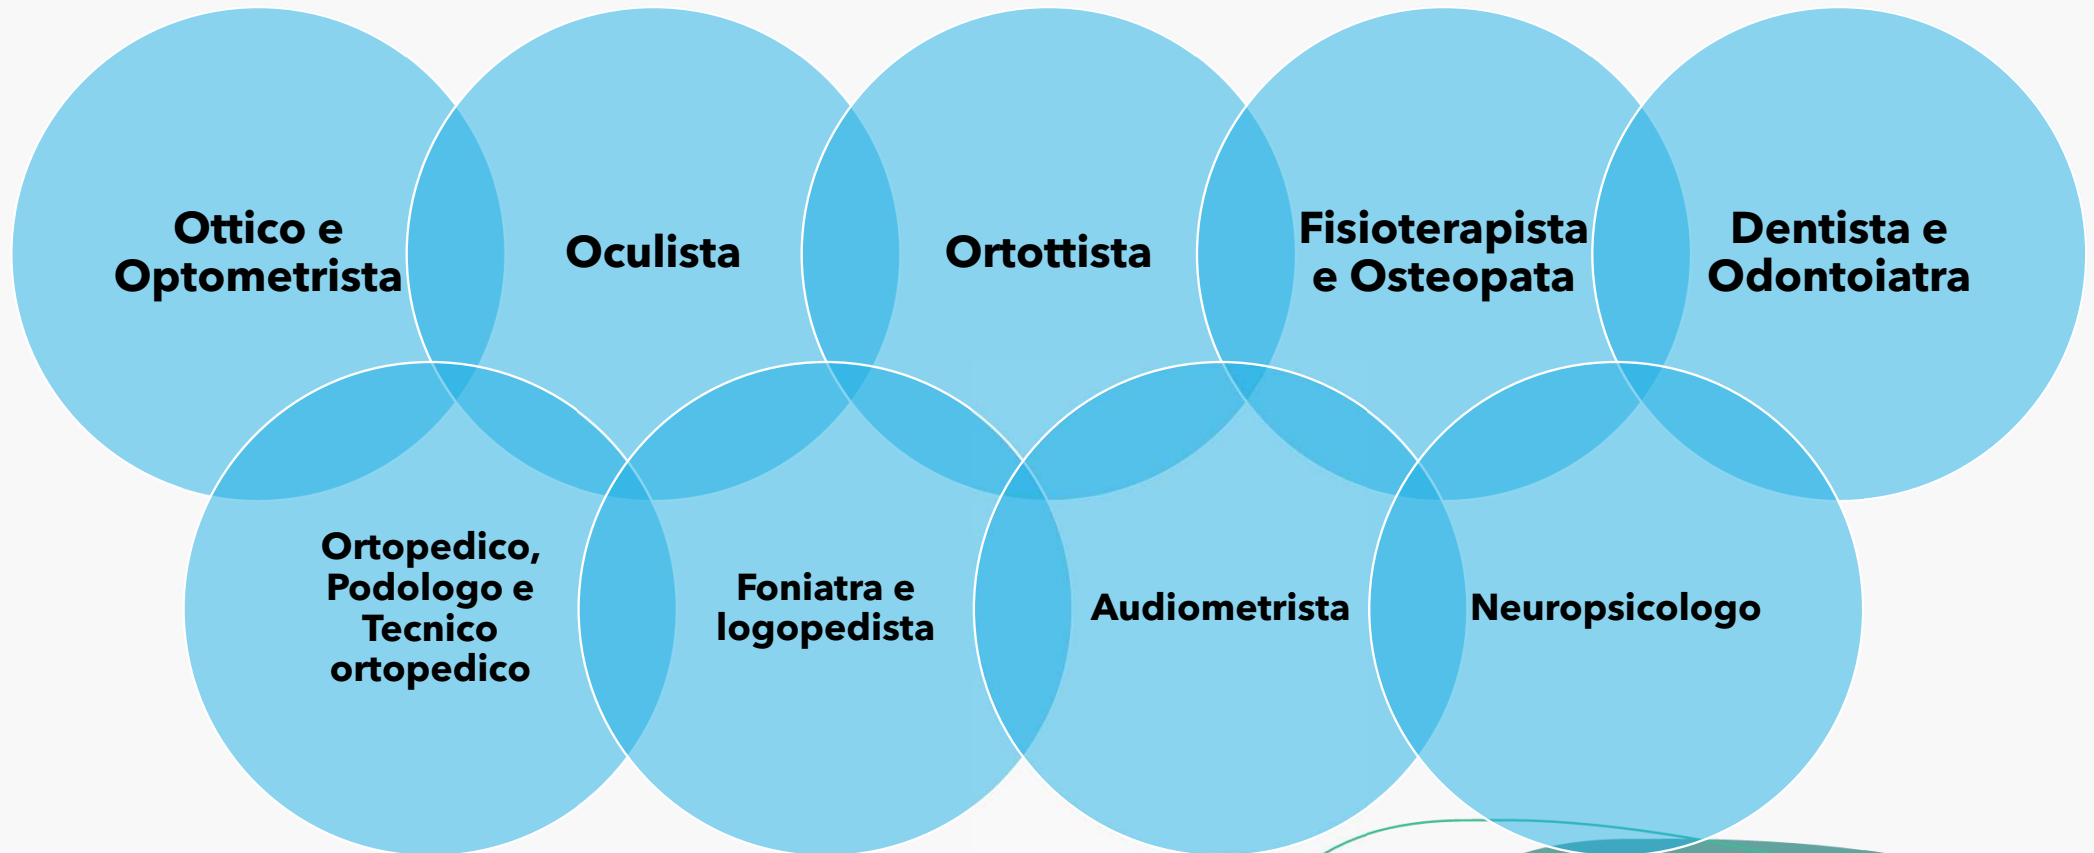 Ottico e
Optometrista
Oculista
Ortottista
Fisioterapista
e Osteopata
Dentista e
Odontoiatra
Ortopedico,
Podologo e
Tecnico
ortopedico
Foniatra e
logopedista
Audiometrista
Neuropsicologo